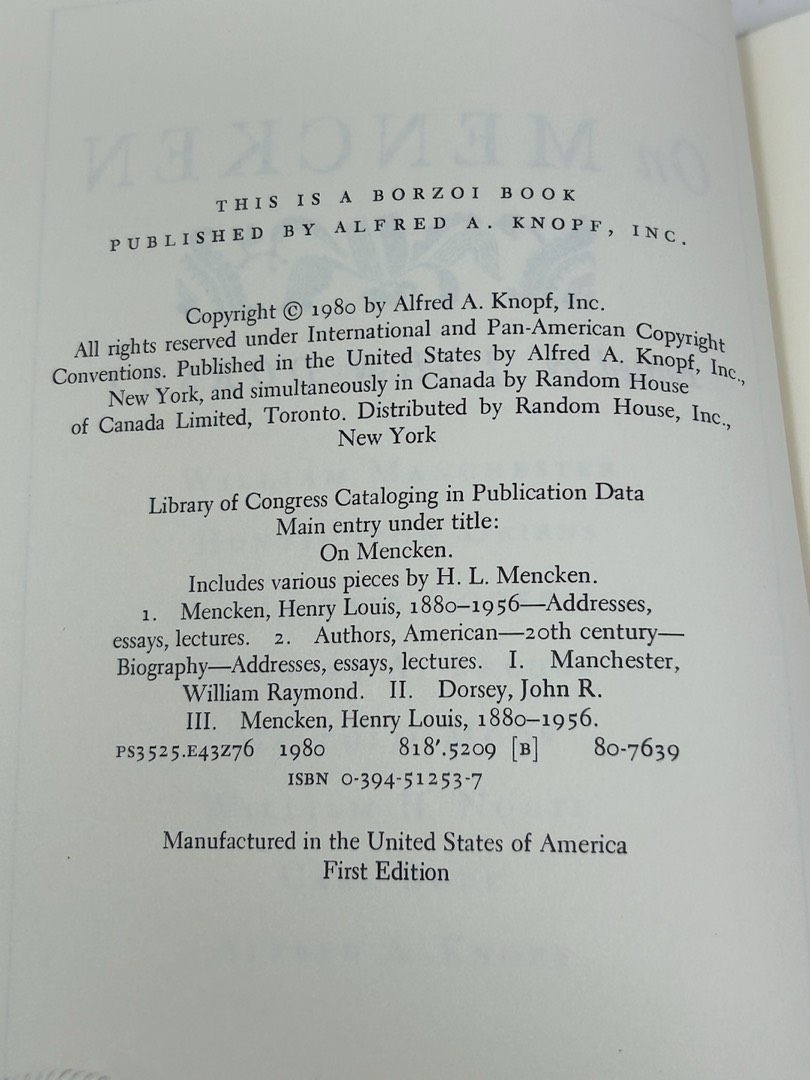 THIS IS A BORZOI BOOK
PUBLISHED BY ALFRED A. KNOPF, INC.
Copyright © 1980 by Alfred A. Knopf, Inc.
All rights reserved under International and Pan-American Copyright
Conventions. Published in the United States by Alfred A. Knopf, Inc.,
New York, and simultaneously in Canada by Random House
of Canada Limited, Toronto. Distributed by Random House, Inc.,
New York
Library of Congress Cataloging in Publication Data
Main entry under title:
On Mencken.
Includes various pieces by H. L. Mencken.
1. Mencken, Henry Louis, 1880–1956—Addresses,
essays, lectures. 2. Authors, American—20th century—
Biography—Addresses, essays, lectures. I. Manchester,
William Raymond. II. Dorsey, John R.
III. Mencken, Henry Louis, 1880–1956.
PS3525.E43Z76 1980 818′.5209 [B] 80-7639
ISBN 0-394-51253-7
Manufactured in the United States of America
First Edition
On MENCKEN